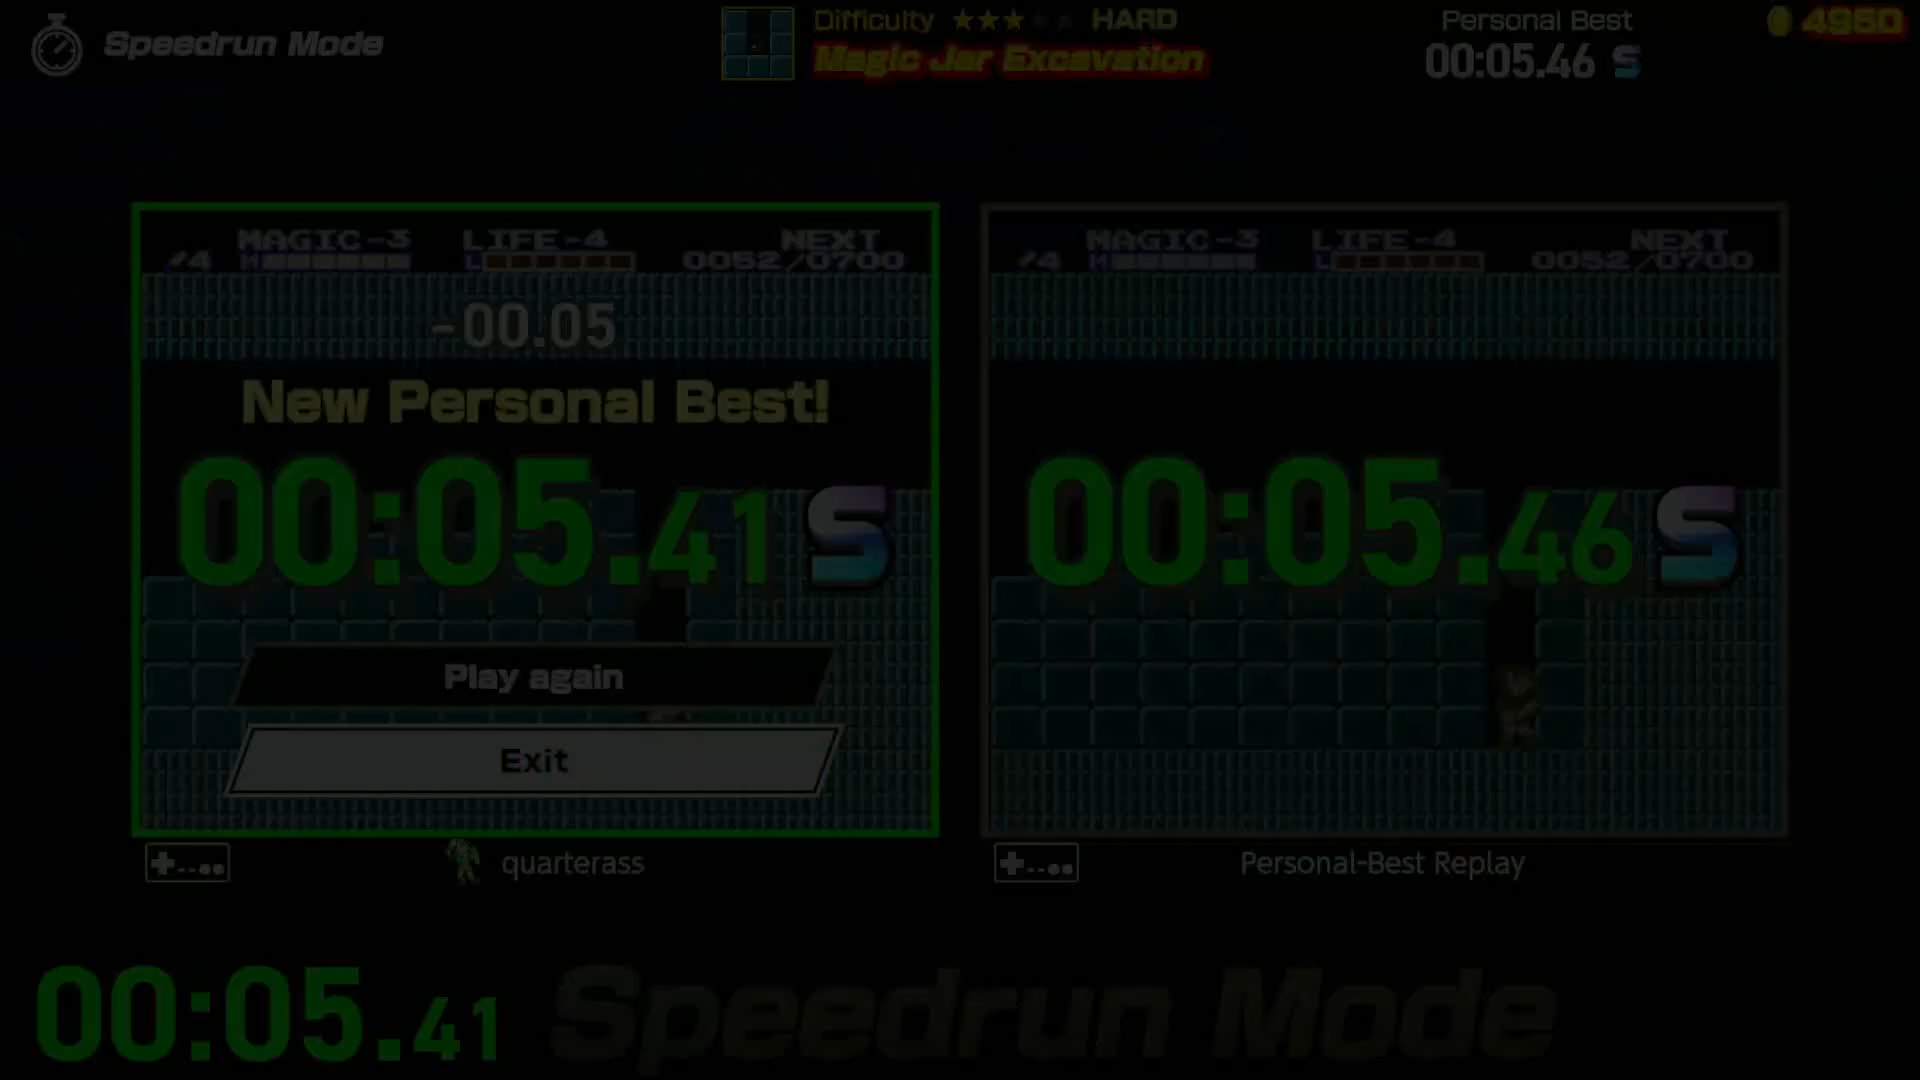 Speedrun Mode
Difficulty ★★★★★ HARD
Magic Jar Excavation
Personal Best
00:05.46 S
4950
MAGIC-3 LIFE-4 NEXT
/4 M L 0052/0700
-00.05
New Personal Best!
00:05.41 S
Play again
Exit
quarterass
MAGIC-3 LIFE-4 NEXT
/4 M L 0052/0700
00:05.46 S
Personal-Best Replay
00:05.41
Speedrun Mode